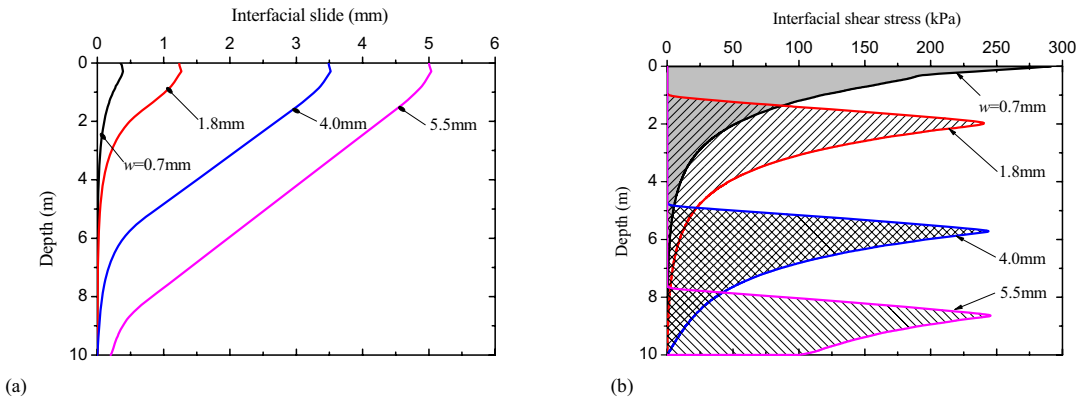 Interfacial slide (mm)
0 1 2 3 4 5 6
0
2
4
6
8
10
Depth (m)
1.8mm
w=0.7mm
4.0mm
5.5mm
(a)
Interfacial shear stress (kPa)
0 50 100 150 200 250 300
0
2
4
6
8
10
Depth (m)
w=0.7mm
1.8mm
4.0mm
5.5mm
(b)